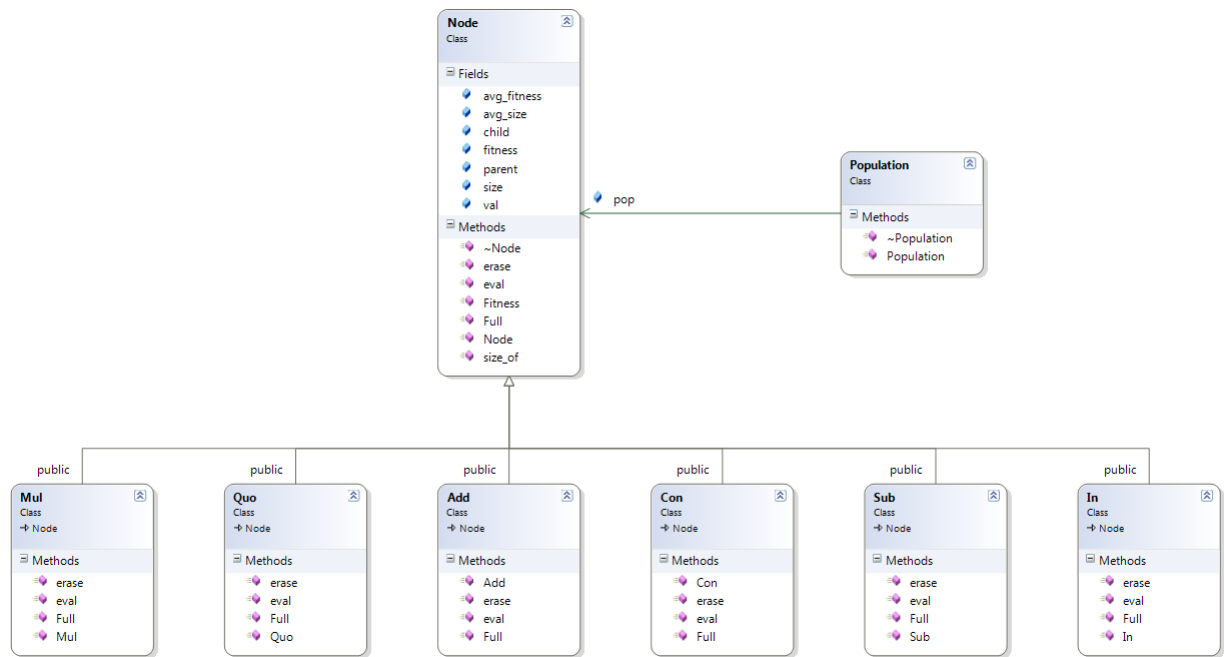 Node
Class
Fields
avg_fitness
avg_size
child
fitness
parent
size
val
Methods
~Node
erase
eval
Fitness
Full
Node
size_of
pop
Population
Class
Methods
~Population
Population
public
public
public
public
public
public
Mul
Class
Node
Methods
erase
eval
Full
Mul
Quo
Class
Node
Methods
erase
eval
Full
Quo
Add
Class
Node
Methods
Add
erase
eval
Full
Con
Class
Node
Methods
Con
erase
eval
Full
Sub
Class
Node
Methods
erase
eval
Full
Sub
In
Class
Node
Methods
erase
eval
Full
In